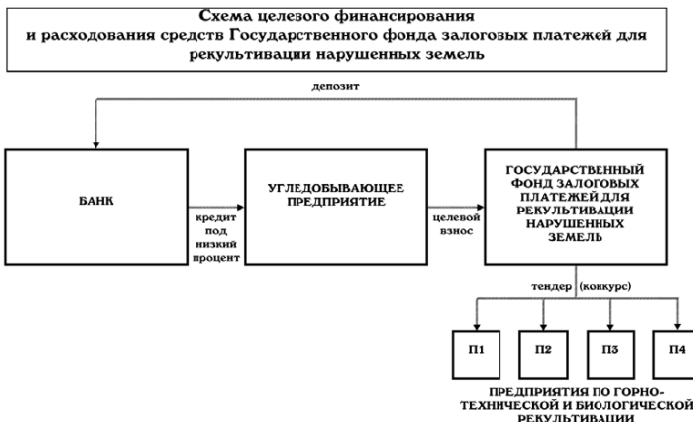 Схема целевого финансирования
и расходования средств Государственного фонда залоговых платежей для
рекультивации нарушенных земель
депозит
БАНК
кредит
под
низкий
процент
УГЛЕДОБЫВАЮЩЕЕ
ПРЕДПРИЯТИЕ
целевой
взнос
ГОСУДАРСТВЕННЫЙ
ФОНД ЗАЛОГОВЫХ
ПЛАТЕЖЕЙ ДЛЯ
РЕКУЛЬТИВАЦИИ
НАРУШЕННЫХ
ЗЕМЕЛЬ
тендер (конкурс)
П1 П2 П3 П4
ПРЕДПРИЯТИЯ ПО ГОРНО-
ТЕХНИЧЕСКОЙ И БИОЛОГИЧЕСКОЙ
РЕКУЛЬТИВАЦИИ